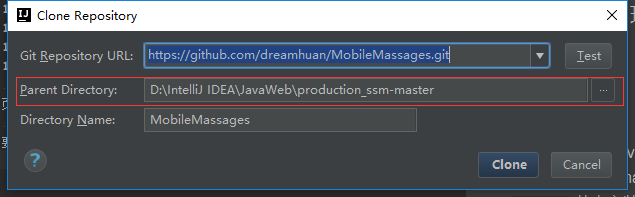 Clone Repository
Git Repository URL: https://github.com/dreamhuan/MobileMassages.git Test
Parent Directory: D:\IntelliJ IDEA\JavaWeb\production_ssm-master ...
Directory Name: MobileMassages
? Clone Cancel